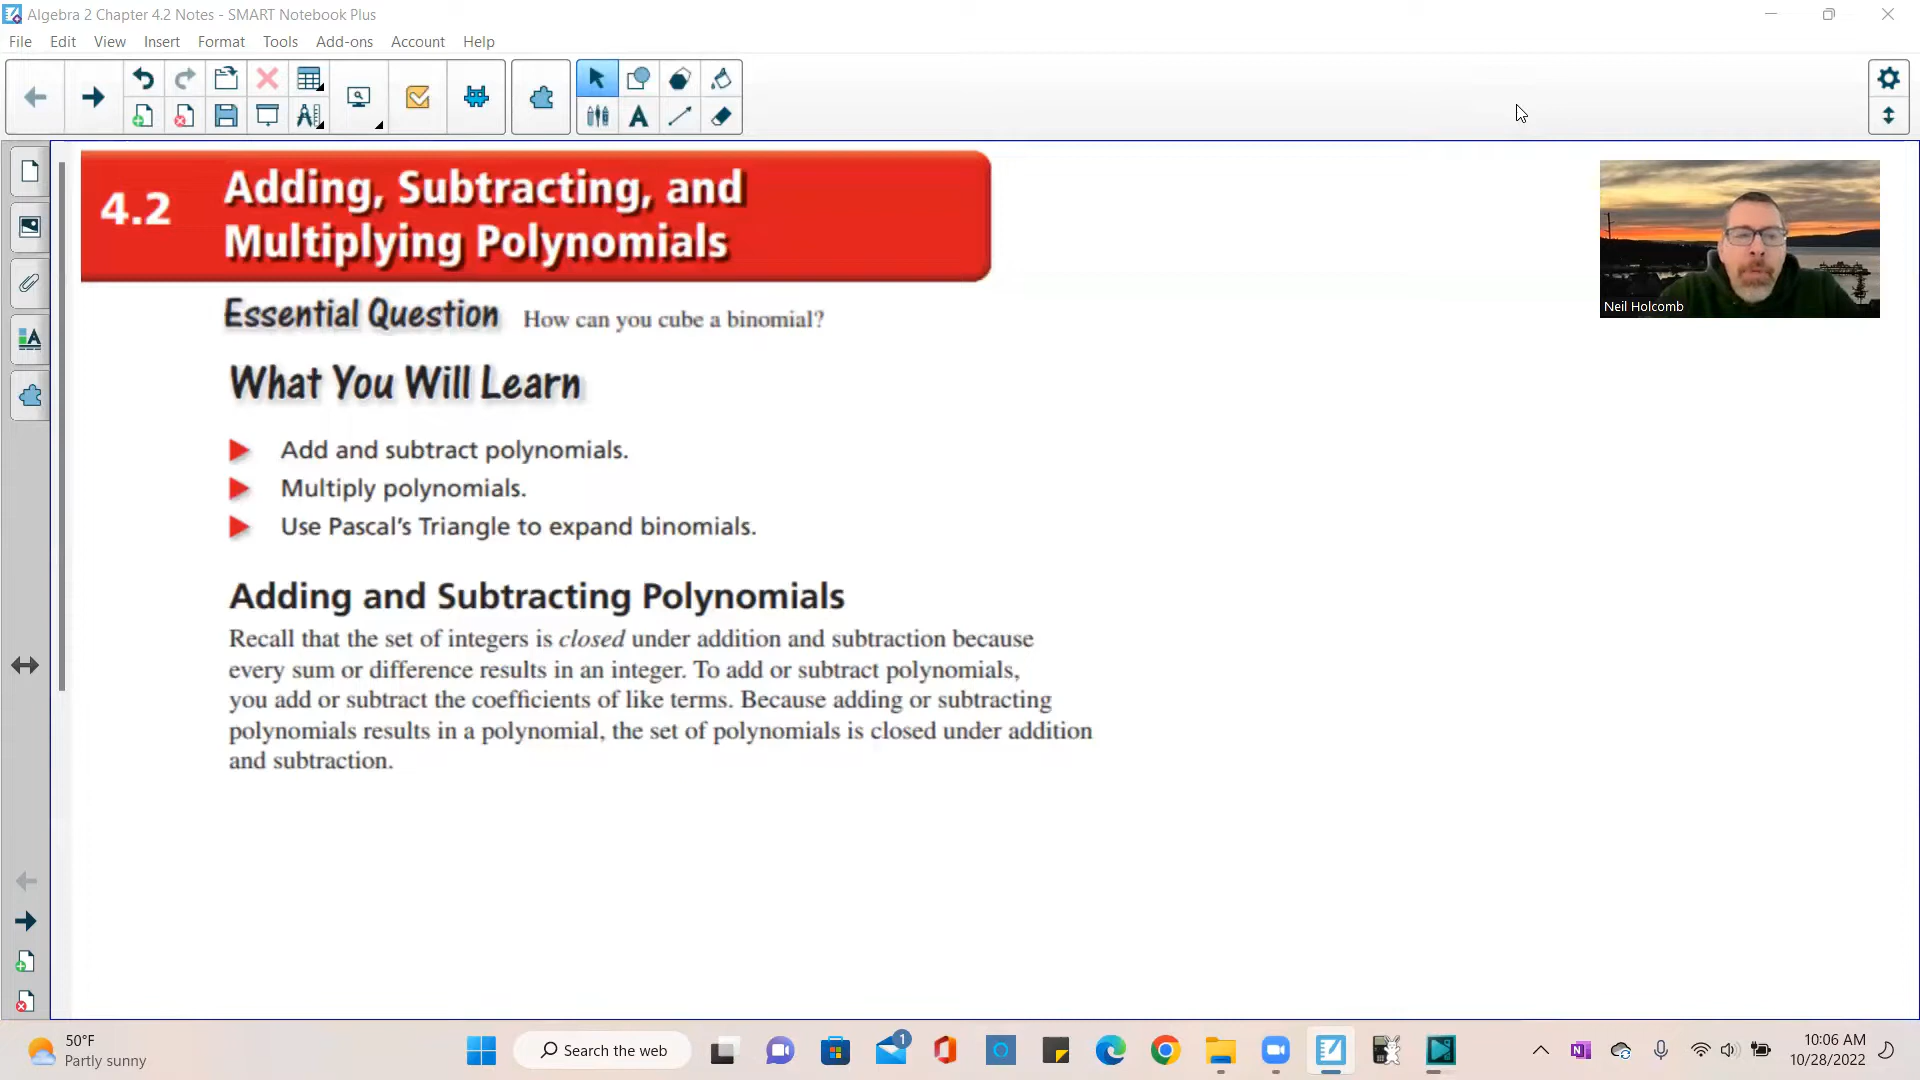 Algebra 2 Chapter 4.2 Notes - SMART Notebook Plus
File Edit View Insert Format Tools Add-ons Account Help
4.2 Adding, Subtracting, and
Multiplying Polynomials
Essential Question How can you cube a binomial?
Neil Holcomb
What You Will Learn
Add and subtract polynomials.
Multiply polynomials.
Use Pascal's Triangle to expand binomials.
Adding and Subtracting Polynomials
Recall that the set of integers is closed under addition and subtraction because
every sum or difference results in an integer. To add or subtract polynomials,
you add or subtract the coefficients of like terms. Because adding or subtracting
polynomials results in a polynomial, the set of polynomials is closed under addition
and subtraction.
50°F
Partly sunny
Search the web
1
10:06 AM
10/28/2022